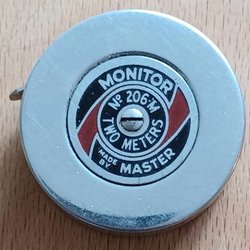 MONITOR
Nº 206-M
TWO METERS
MADE
BY MASTER